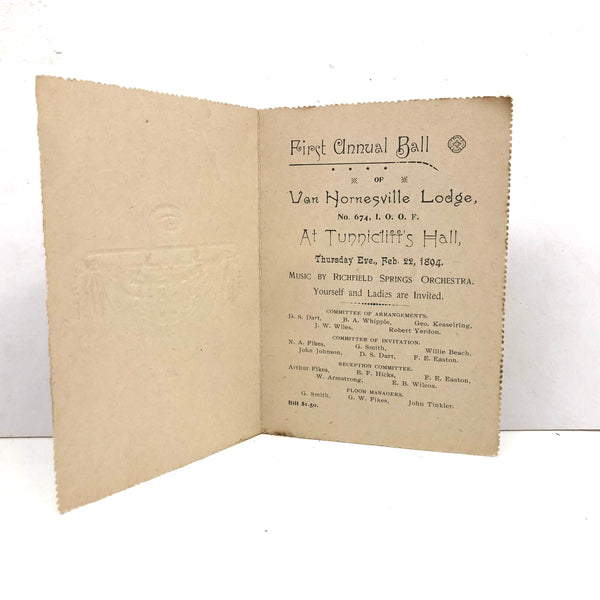 First Annual Ball
OF
Van Hornesville Lodge,
No. 674, I. O. O. F.
At Tunnicliff's Hall,
Thursday Eve., Feb. 22, 1894.
MUSIC BY RICHFIELD SPRINGS ORCHESTRA.
Yourself and Ladies are Invited.
COMMITTEE OF ARRANGEMENTS.
D. S. Dart, B. A. Whipple, Geo. Kesselring,
J. W. Wiles, Robert Yerdon.
COMMITTEE OF INVITATION.
N. A. Fikes, G. Smith, Willie Beach,
John Johnson, D. S. Dart, F. E. Easton.
RECEPTION COMMITTEE.
Arthur Fikes, B. F. Hicks, F. E. Easton,
W. Armstrong, E. B. Wilcox.
FLOOR MANAGERS.
G. Smith, G. W. Fikes, John Tinkler.
Bill $1.50.